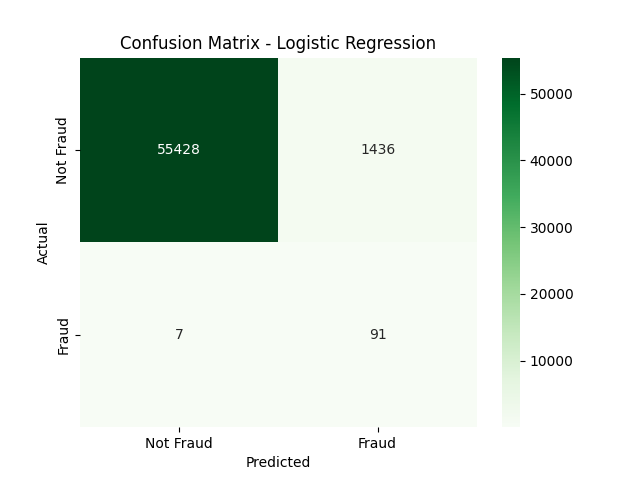 Confusion Matrix - Logistic Regression
Actual
Not Fraud
55428
1436
Fraud
7
91
Not Fraud
Fraud
Predicted
50000
40000
30000
20000
10000